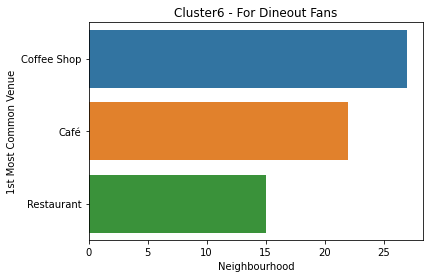 Cluster6 - For Dineout Fans
1st Most Common Venue
Coffee Shop
Café
Restaurant
0 5 10 15 20 25
Neighbourhood